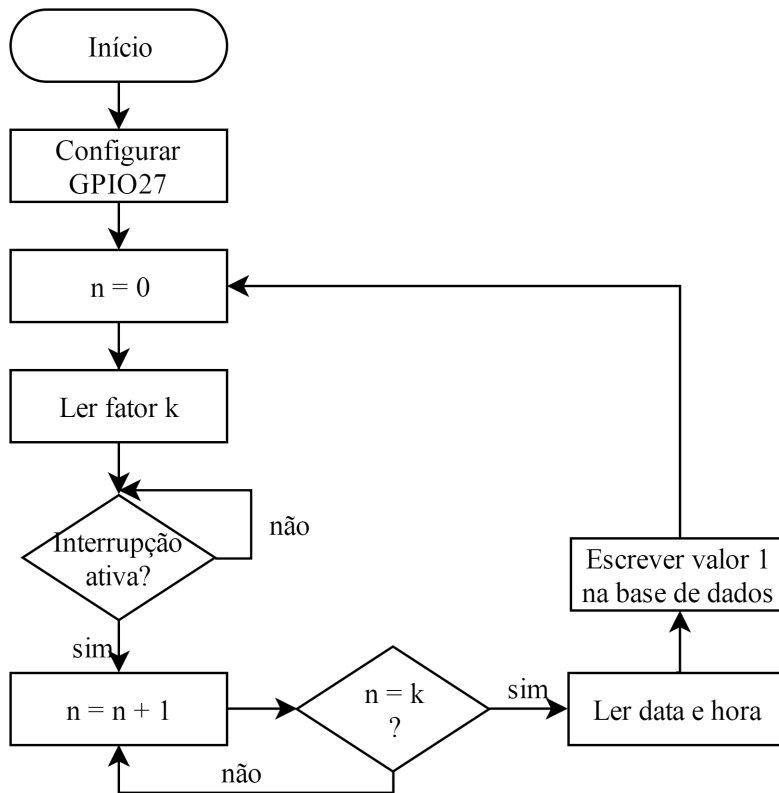 Início
Configurar
GPIO27
n = 0
Ler fator k
Interrupção
ativa?
não
sim
n = n + 1
n = k
?
não
sim
Ler data e hora
Escrever valor 1
na base de dados